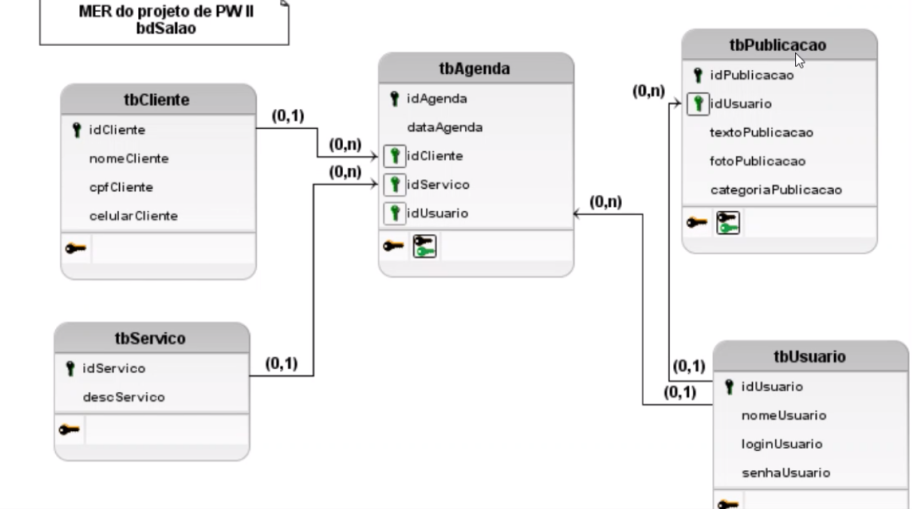 MER do projeto de PW II
bdSalao
tbCliente
idCliente
nomeCliente
cpfCliente
celularCliente
(0,1)
(0,n)
(0,n)
tbAgenda
idAgenda
dataAgenda
idCliente
idServico
idUsuario
(0,n)
(0,n)
tbPublicacao
idPublicacao
idUsuario
textoPublicacao
fotoPublicacao
categoriaPublicacao
tbServico
idServico
descServico
(0,1)
(0,1)
(0,1)
tbUsuario
idUsuario
nomeUsuario
loginUsuario
senhaUsuario